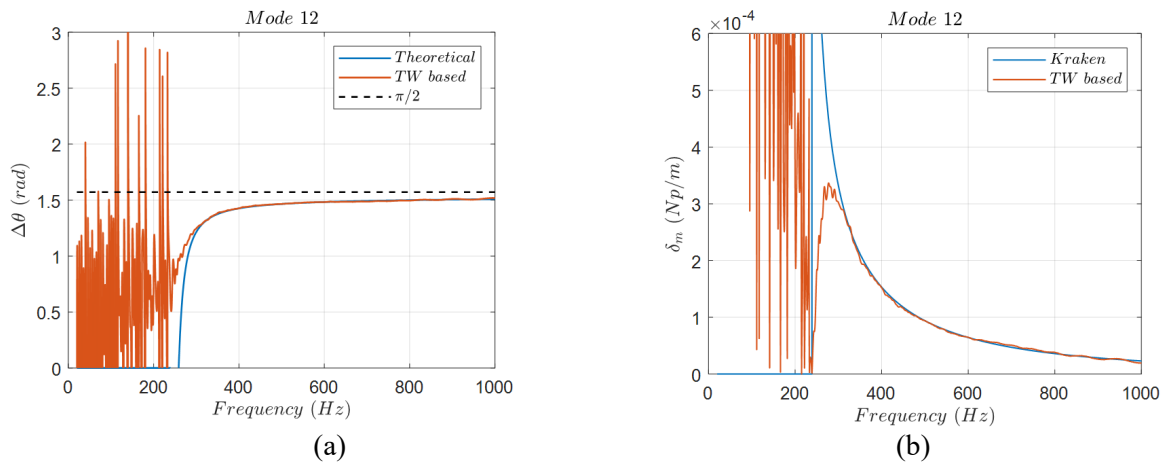 Mode 12
3
2.5
2
1.5
1
0.5
0
Δθ (rad)
Theoretical
TW based
π/2
0 200 400 600 800 1000
Frequency (Hz)
(a)
×10⁻⁴
Mode 12
6
5
4
3
2
1
0
δₘ (Np/m)
Kraken
TW based
0 200 400 600 800 1000
Frequency (Hz)
(b)